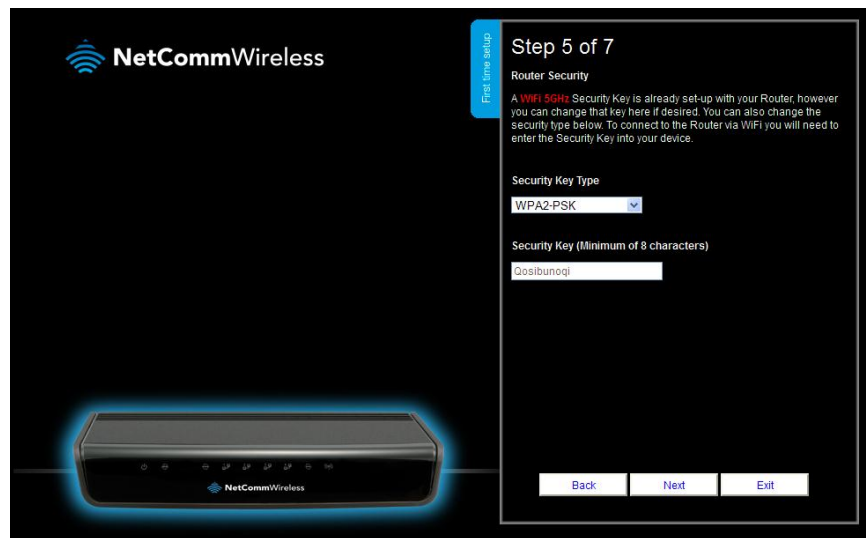 NetCommWireless
First time setup
Step 5 of 7
Router Security
A WiFi 5GHz Security Key is already set-up with your Router, however
you can change that key here if desired. You can also change the
security type below. To connect to the Router via WiFi you will need to
enter the Security Key into your device.
Security Key Type
WPA2-PSK
Security Key (Minimum of 8 characters)
Qosibunoqi
NetCommWireless
Back Next Exit